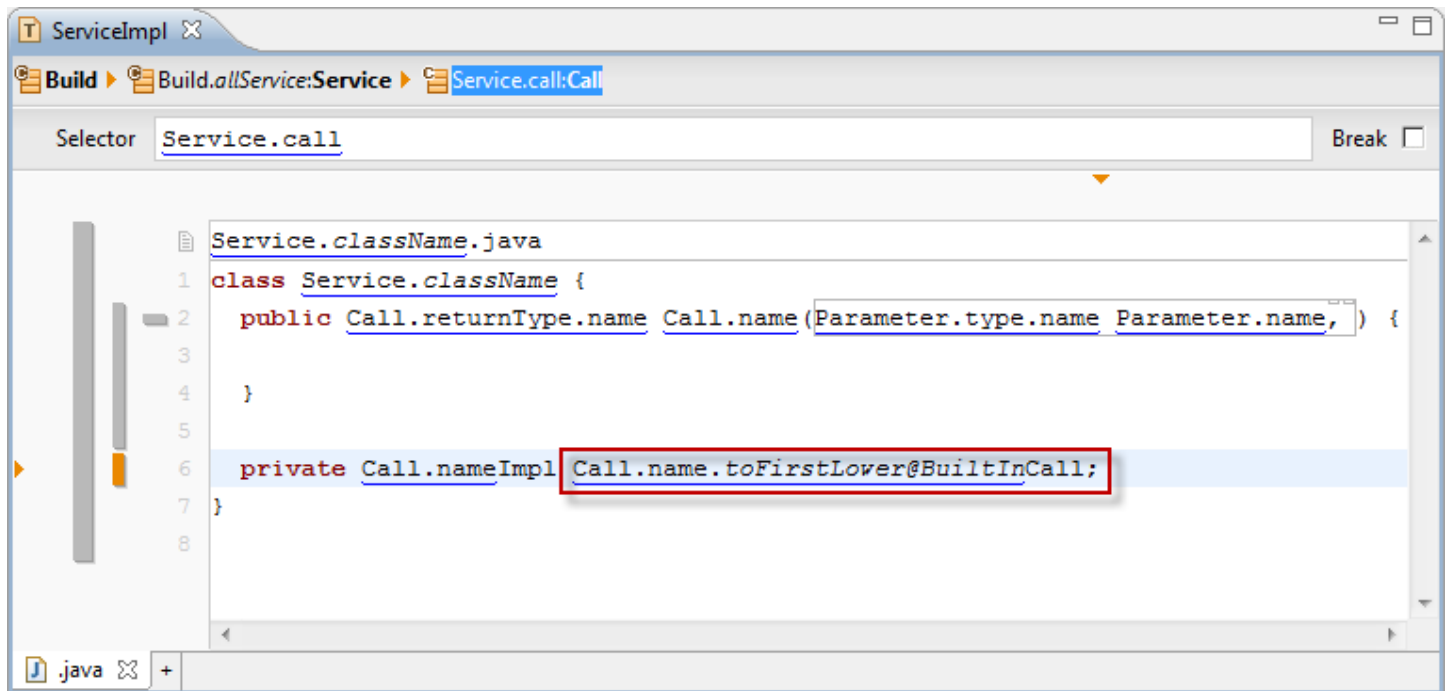 T ServiceImpl
Build Build.allService:Service Service.call:Call
Selector Service.call Break
Service.className.java
1 class Service.className {
2 public Call.returnType.name Call.name(Parameter.type.name Parameter.name, ) {
3
4 }
5
6 private Call.nameImpl Call.name.toFirstLower@BuiltInCall;
7 }
8
J .java +